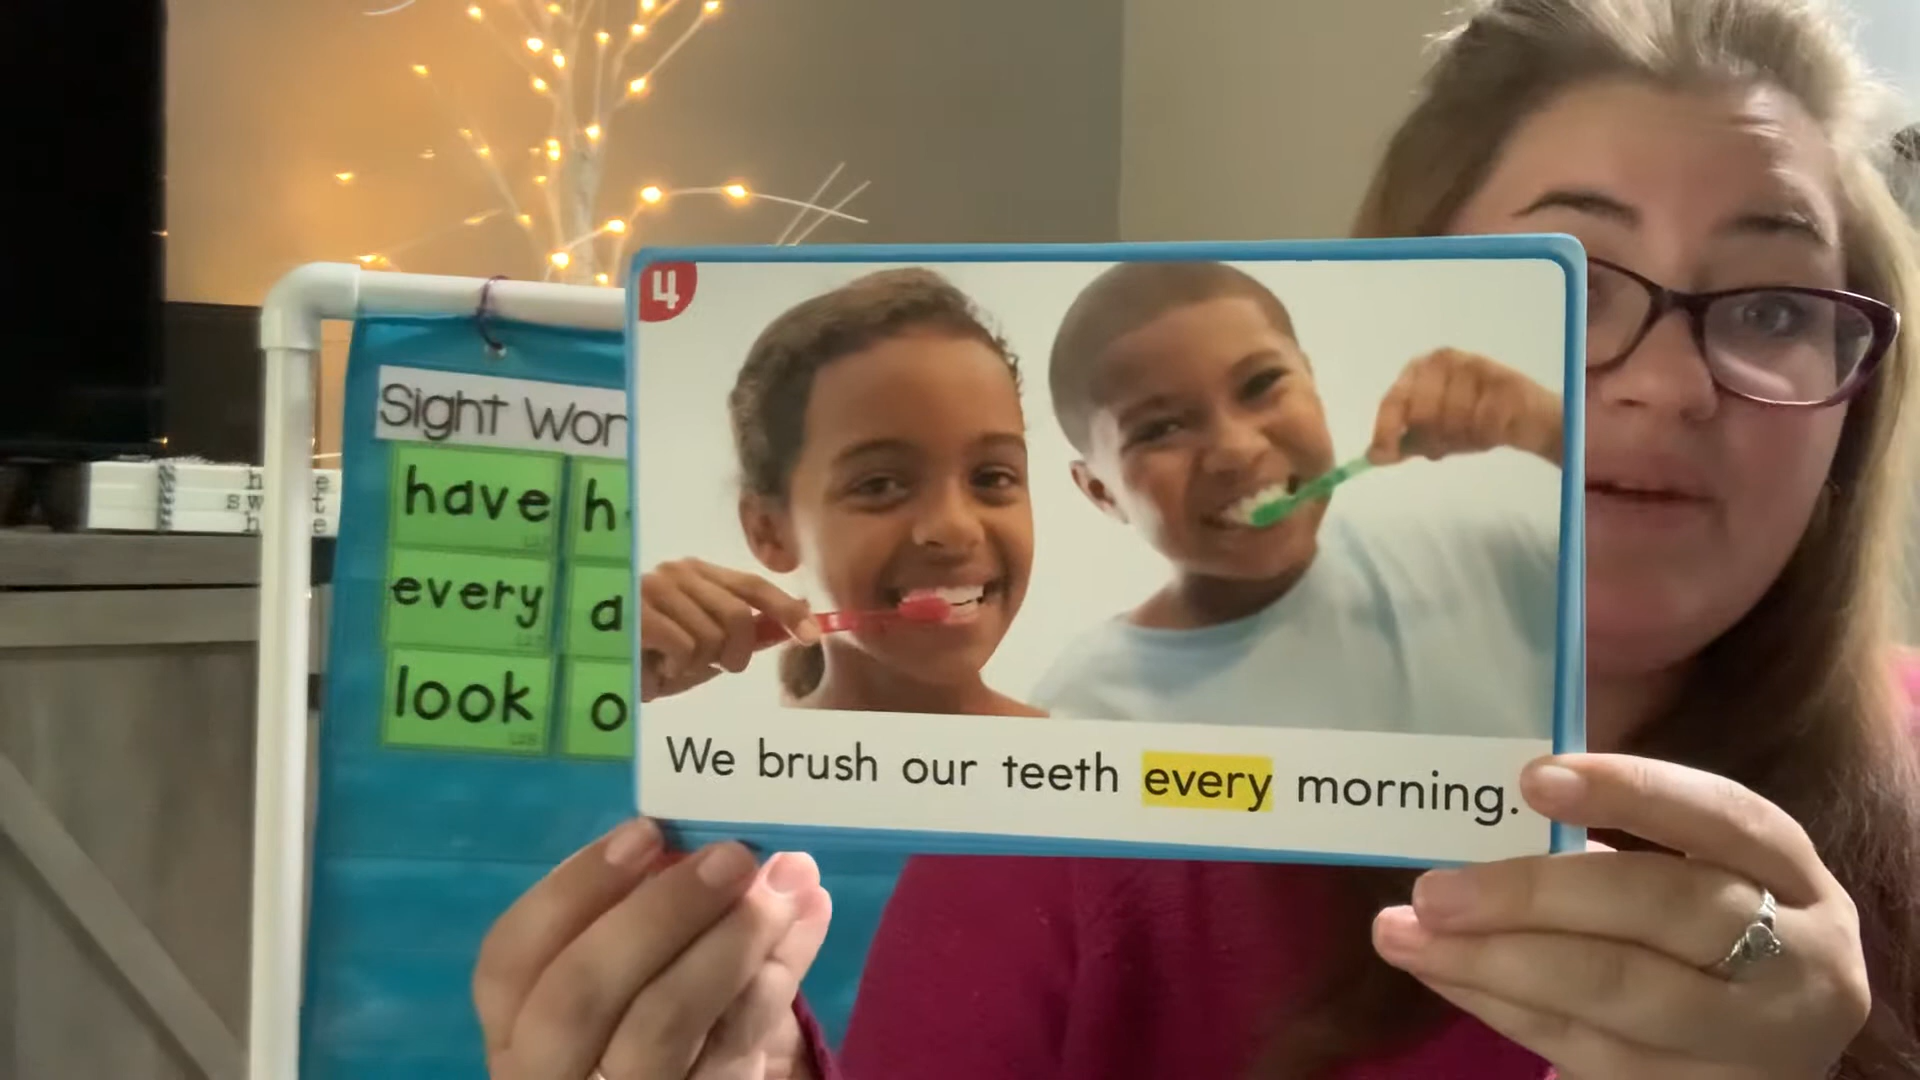 4
Sight Wor
have h
every a
look o
We brush our teeth every morning.